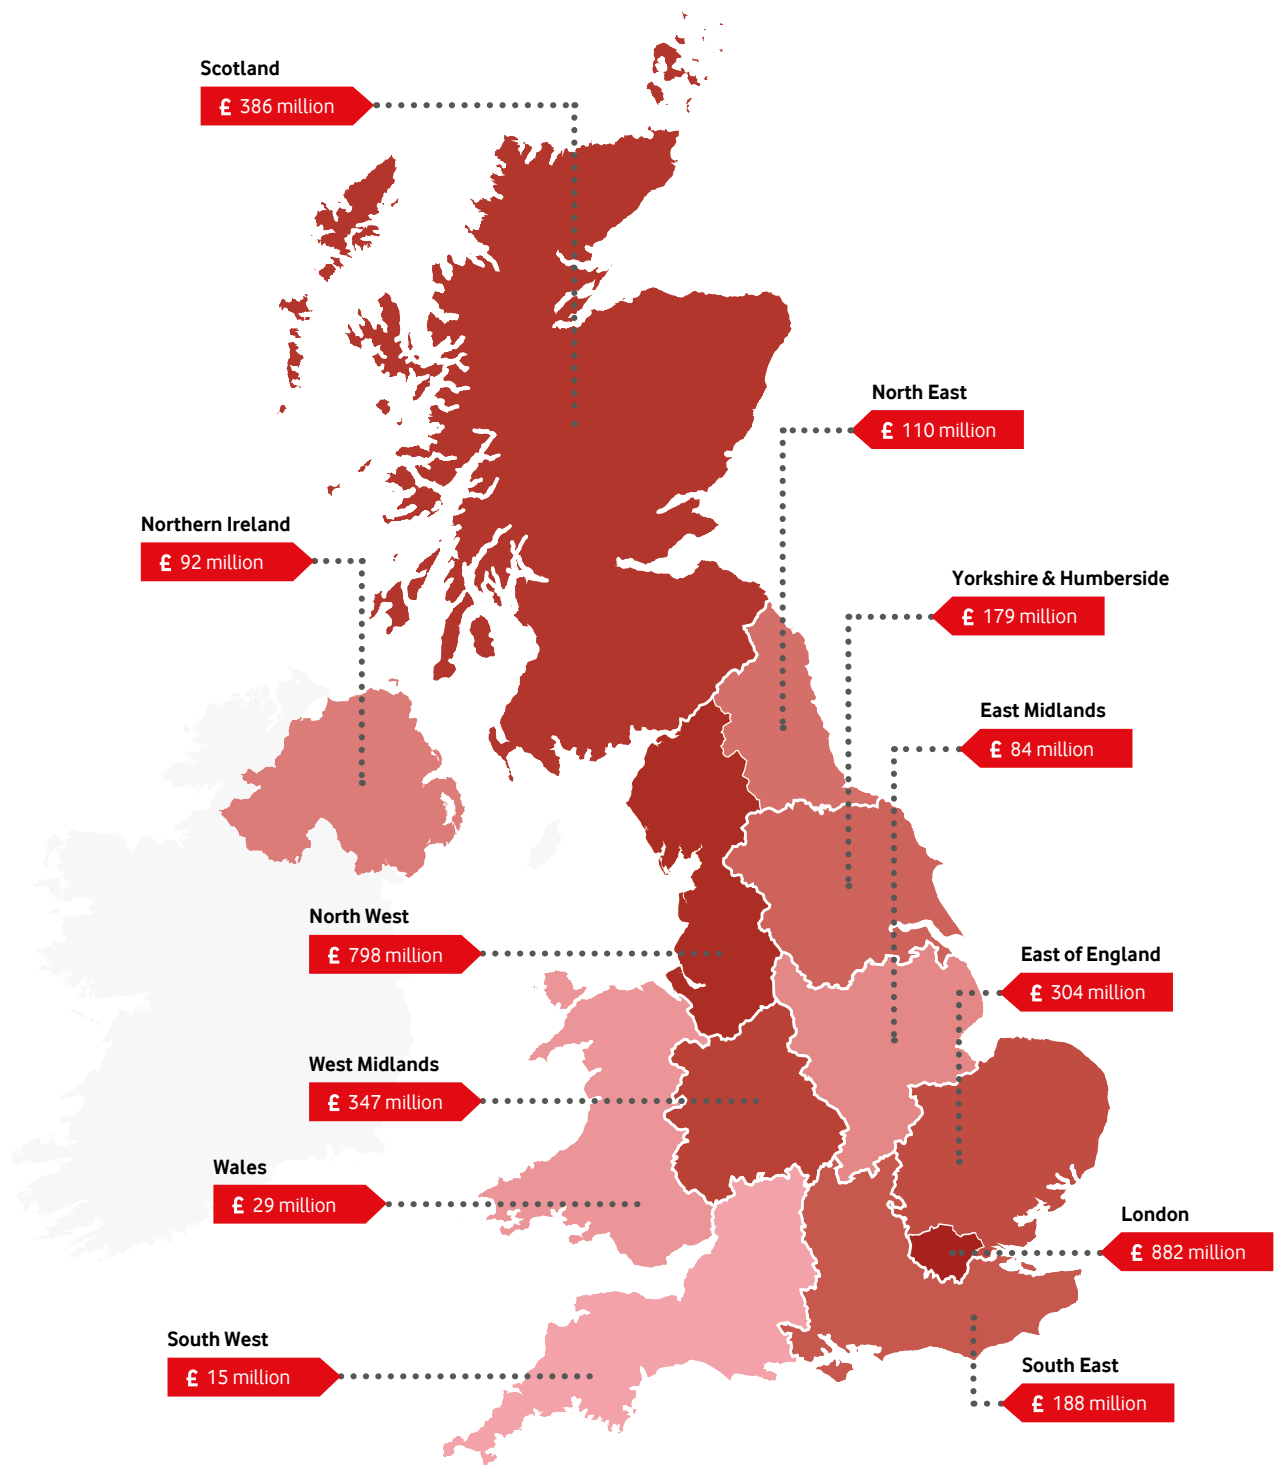 Scotland
£ 386 million
North East
£ 110 million
Northern Ireland
£ 92 million
Yorkshire & Humberside
£ 179 million
East Midlands
£ 84 million
North West
£ 798 million
East of England
£ 304 million
West Midlands
£ 347 million
Wales
£ 29 million
London
£ 882 million
South West
£ 15 million
South East
£ 188 million